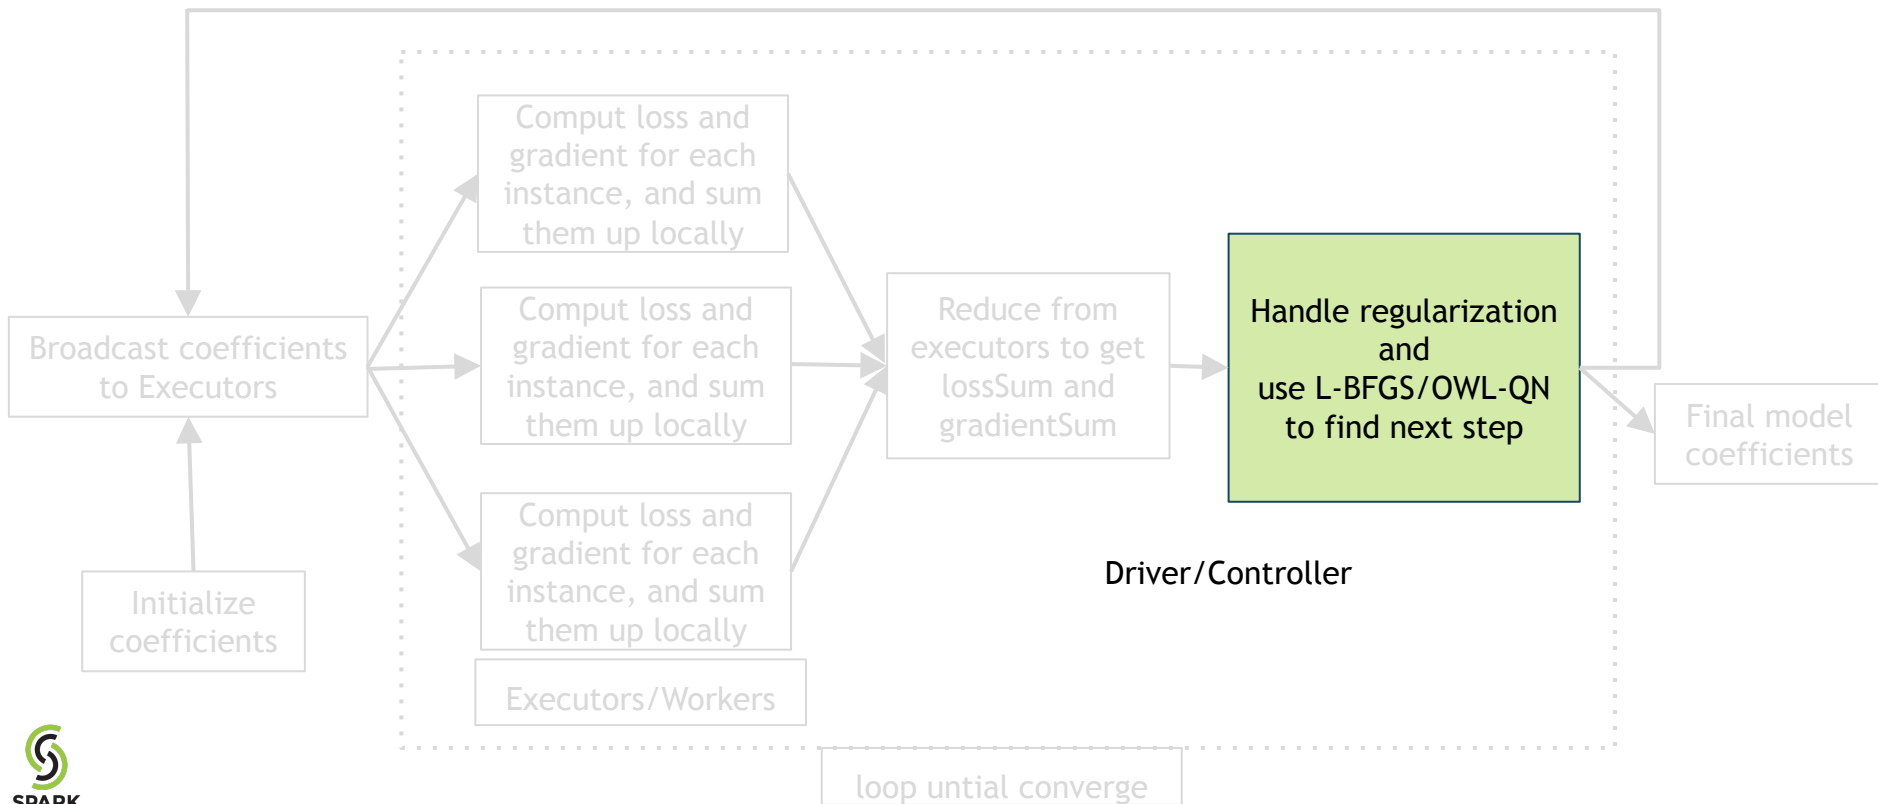 Comput loss and
gradient for each
instance, and sum
them up locally
Broadcast coefficients
to Executors
Comput loss and
gradient for each
instance, and sum
them up locally
Reduce from
executors to get
lossSum and
gradientSum
Handle regularization
and
use L-BFGS/OWL-QN
to find next step
Final model
coefficients
Comput loss and
gradient for each
instance, and sum
them up locally
Driver/Controller
Initialize
coefficients
Executors/Workers
loop untial converge
SPARK